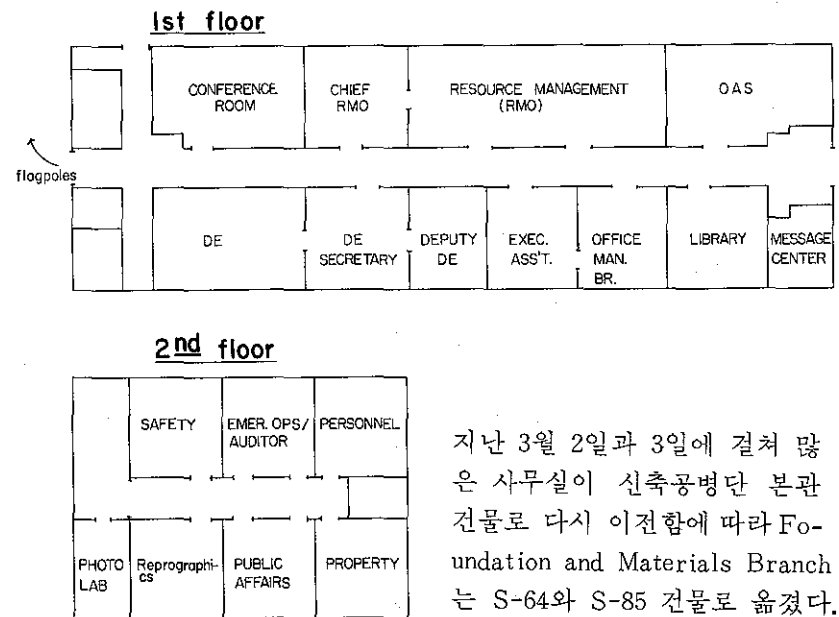 1st floor
CONFERENCE ROOM
CHIEF RMO
RESOURCE MANAGEMENT (RMO)
OAS
flagpoles
DE
DE SECRETARY
DEPUTY DE
EXEC. ASS'T.
OFFICE MAN. BR.
LIBRARY
MESSAGE CENTER
2nd floor
SAFETY
EMER. OPS/ AUDITOR
PERSONNEL
PHOTO LAB
Reprographi- cs
PUBLIC AFFAIRS
PROPERTY
지난 3월 2일과 3일에 걸쳐 많
은 사무실이 신축공병단 본관
건물로 다시 이전함에 따라 Fo-
undation and Materials Branch
는 S-64와 S-85 건물로 옮겼다.